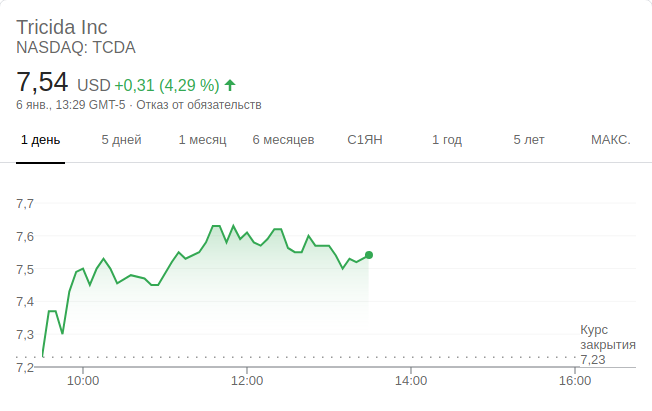 Tricida Inc
NASDAQ: TCDA
7,54 USD +0,31 (4,29 %)
6 янв., 13:29 GMT-5 · Отказ от обязательств
1 день 5 дней 1 месяц 6 месяцев С1ЯН 1 год 5 лет МАКС.
7,7
7,6
7,5
7,4
7,3
7,2
Курс
закрытия
7,23
10:00 12:00 14:00 16:00